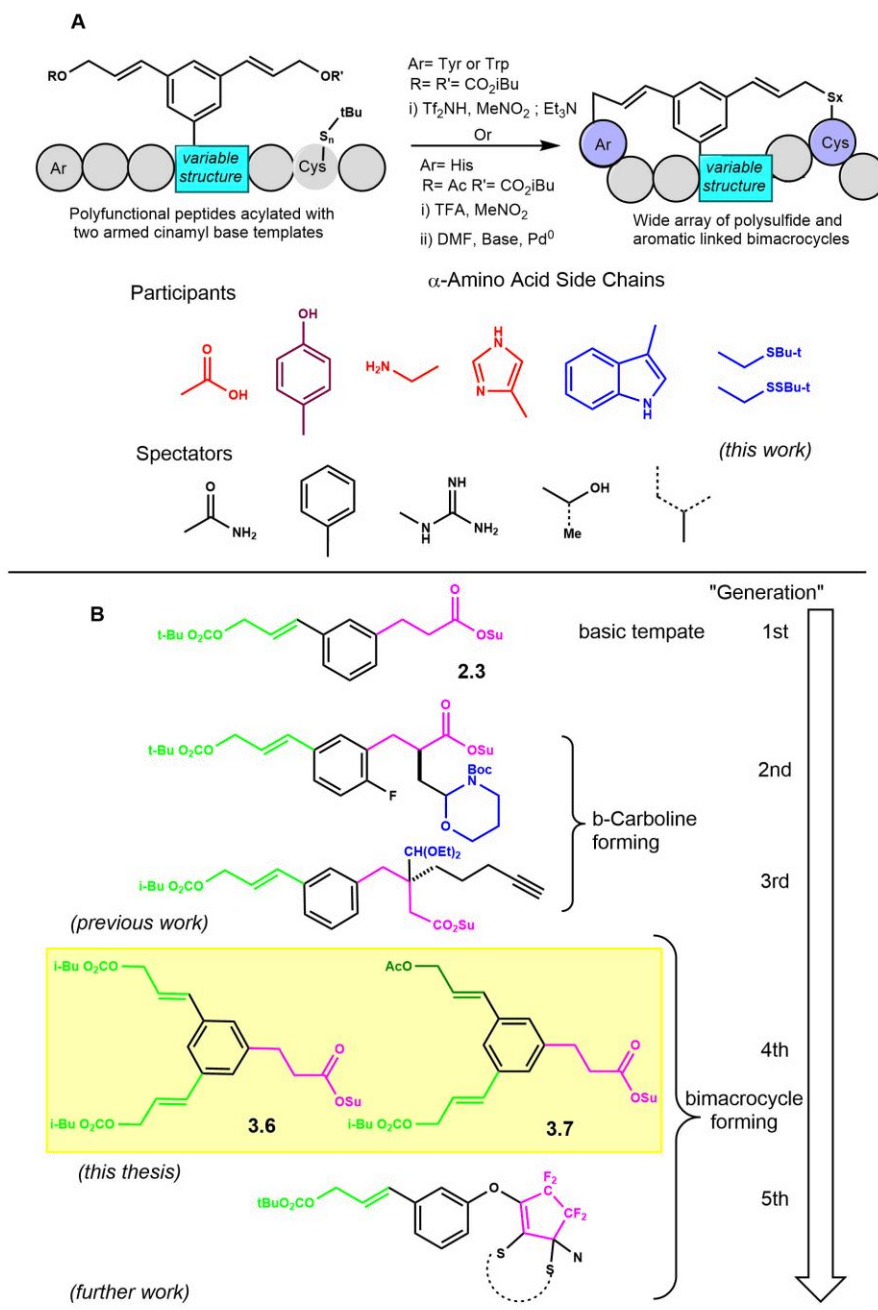 A
RO
OR'
tBu
Sn
Ar
variable
structure
Cys
Polyfunctional peptides acylated with
two armed cinamyl base templates
Ar= Tyr or Trp
R= R'= CO2iBu
i) Tf2NH, MeNO2 ; Et3N
Or
Ar= His
R= Ac R'= CO2iBu
i) TFA, MeNO2
ii) DMF, Base, Pd0
Sx
Ar
variable
structure
Cys
Wide array of polysulfide and
aromatic linked bimacrocycles
α-Amino Acid Side Chains
Participants
O
OH
OH
H2N
H
N
N
N
H
SBu-t
SSBu-t
(this work)
Spectators
O
NH2
N
H
NH
NH2
OH
Me
B
"Generation"
t-Bu O2CO
O
OSu
2.3
basic tempate
1st
t-Bu O2CO
F
O
OSu
Boc
N
O
2nd
b-Carboline
forming
i-Bu O2CO
CH(OEt)2
CO2Su
3rd
(previous work)
i-Bu O2CO
i-Bu O2CO
O
OSu
3.6
AcO
i-Bu O2CO
O
OSu
3.7
4th
bimacrocycle
forming
(this thesis)
tBuO2CO
O
F2
C
CF2
S
S
N
5th
(further work)